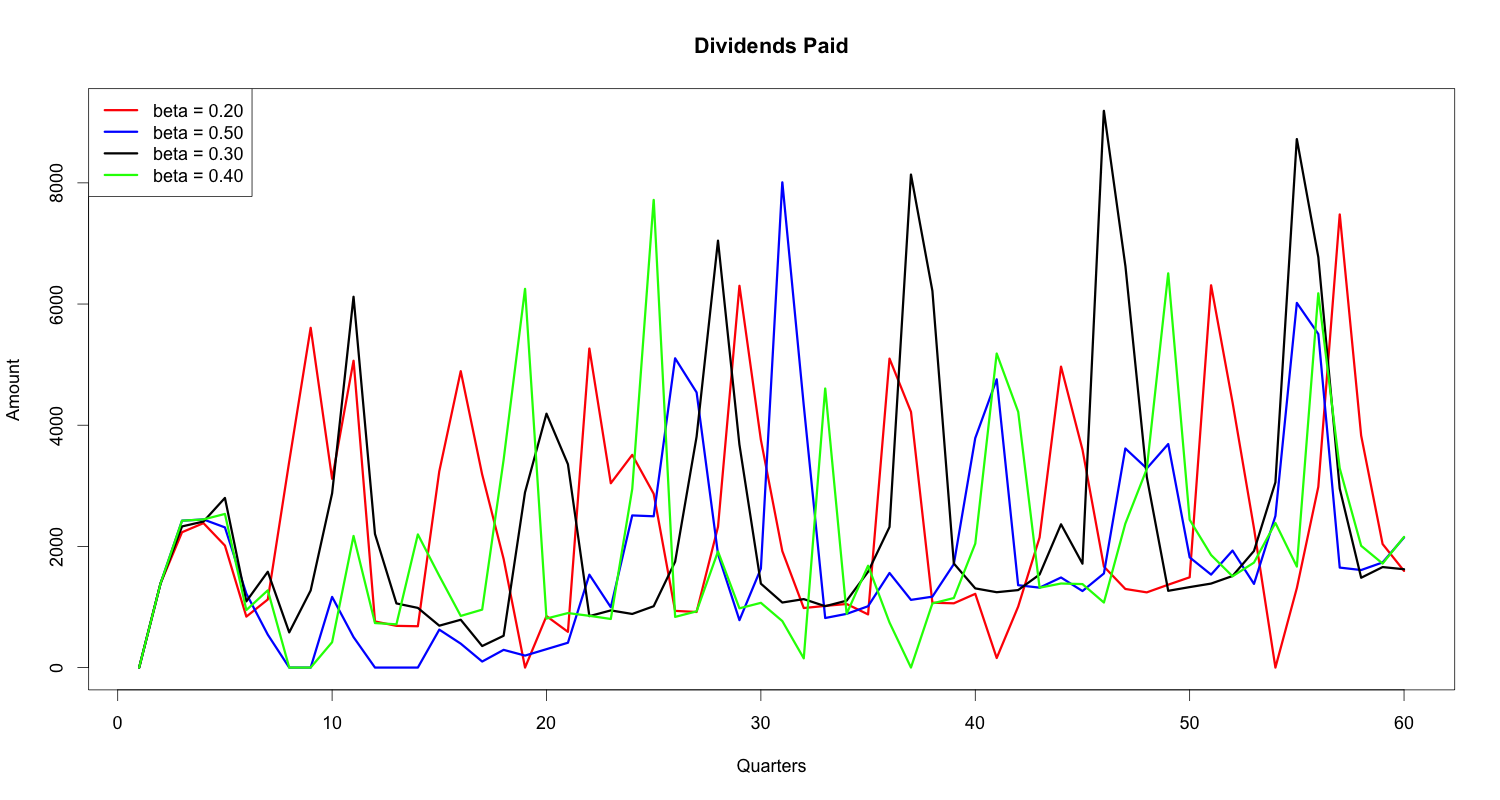 Dividends Paid
beta = 0.20
beta = 0.50
beta = 0.30
beta = 0.40
Amount
8000
6000
4000
2000
0
0 10 20 30 40 50 60
Quarters